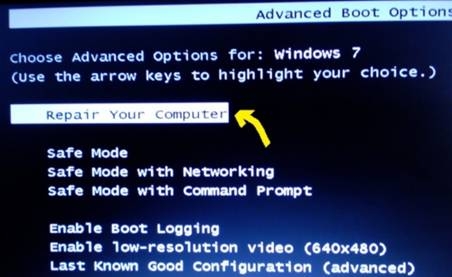 Advanced Boot Options
Choose Advanced Options for: Windows 7
(Use the arrow keys to highlight your choice.)
Repair Your Computer
Safe Mode
Safe Mode with Networking
Safe Mode with Command Prompt
Enable Boot Logging
Enable low-resolution video (640x480)
Last Known Good Configuration (advanced)